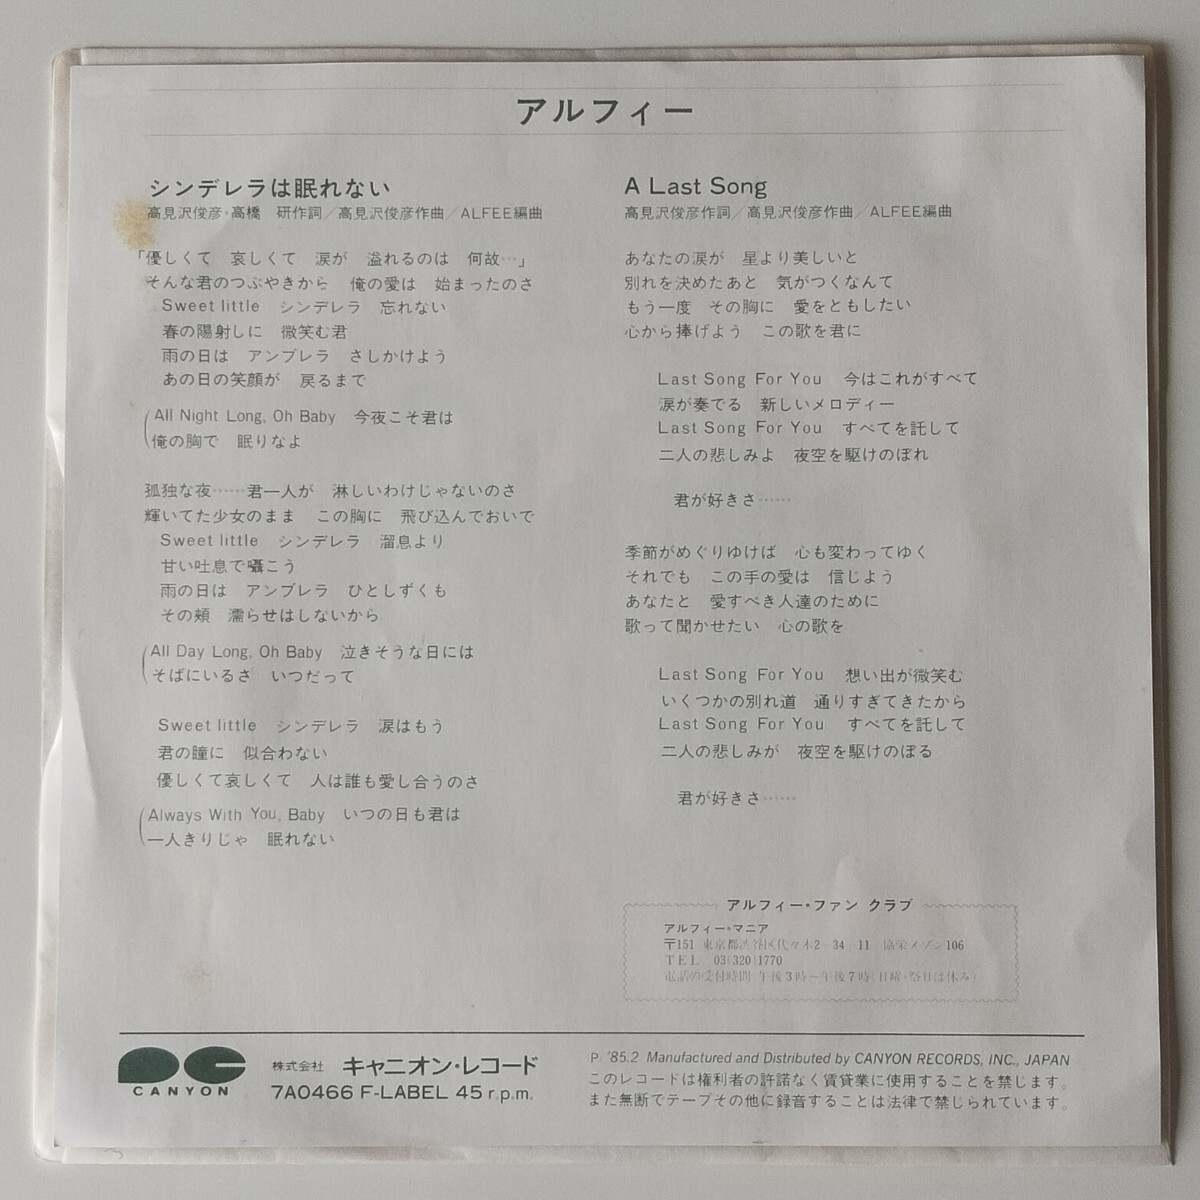 アルフィー
シンデレラは眠れない
高見沢俊彦・高橋　研作詞／高見沢俊彦作曲／ALFEE編曲
「優しくて　哀しくて　涙が　溢れるのは　何故…」
そんな君のつぶやきから　俺の愛は　始まったのさ
Sweet little　シンデレラ　忘れない
春の陽射しに　微笑む君
雨の日は　アンブレラ　さしかけよう
あの日の笑顔が　戻るまで
All Night Long, Oh Baby　今夜こそ君は
俺の胸で　眠りなよ
孤独な夜……君一人が　淋しいわけじゃないのさ
輝いてた少女のまま　この胸に　飛び込んでおいで
Sweet little　シンデレラ　溜息より
甘い吐息で囁こう
雨の日は　アンブレラ　ひとしずくも
その頬　濡らせはしないから
All Day Long, Oh Baby　泣きそうな日には
そばにいるさ　いつだって
Sweet little　シンデレラ　涙はもう
君の瞳に　似合わない
優しくて哀しくて　人は誰も愛し合うのさ
Always With You, Baby　いつの日も君は
一人きりじゃ　眠れない
A Last Song
高見沢俊彦作詞／高見沢俊彦作曲／ALFEE編曲
あなたの涙が　星より美しいと
別れを決めたあと　気がつくなんて
もう一度　その胸に　愛をともしたい
心から捧げよう　この歌を君に
Last Song For You　今はこれがすべて
涙が奏でる　新しいメロディー
Last Song For You　すべてを託して
二人の悲しみよ　夜空を駆けのぼれ
君が好きさ……
季節がめぐりゆけば　心も変わってゆく
それでも　この手の愛は　信じよう
あなたと　愛すべき人達のために
歌って聞かせたい　心の歌を
Last Song For You　想い出が微笑む
いくつかの別れ道　通りすぎてきたから
Last Song For You　すべてを託して
二人の悲しみが　夜空を駆けのぼる
君が好きさ……
アルフィー・ファン クラブ
アルフィー・マニア
〒151　東京都渋谷区代々木2−34−11　協栄メゾン106
TEL　03(320)1770
電話の受付時間 午後3時〜午後7時(日曜・祭日は休み)
CANYON
株式会社　キャニオン・レコード
7A0466 F-LABEL 45 r.p.m.
P. '85.2 Manufactured and Distributed by CANYON RECORDS, INC., JAPAN
このレコードは権利者の許諾なく賃貸業に使用することを禁じます。
また無断でテープその他に録音することは法律で禁じられています。